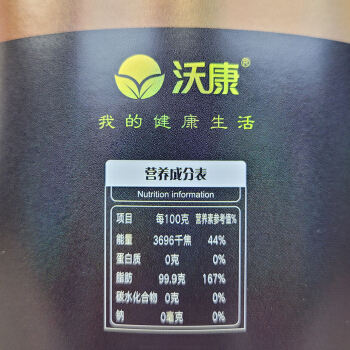 沃康®
我的健康生活
营养成分表
Nutrition information
项目 每100克 营养素参考值%
能量 3696千焦 44%
蛋白质 0克 0%
脂肪 99.9克 167%
碳水化合物 0克 0%
钠 0毫克 0%